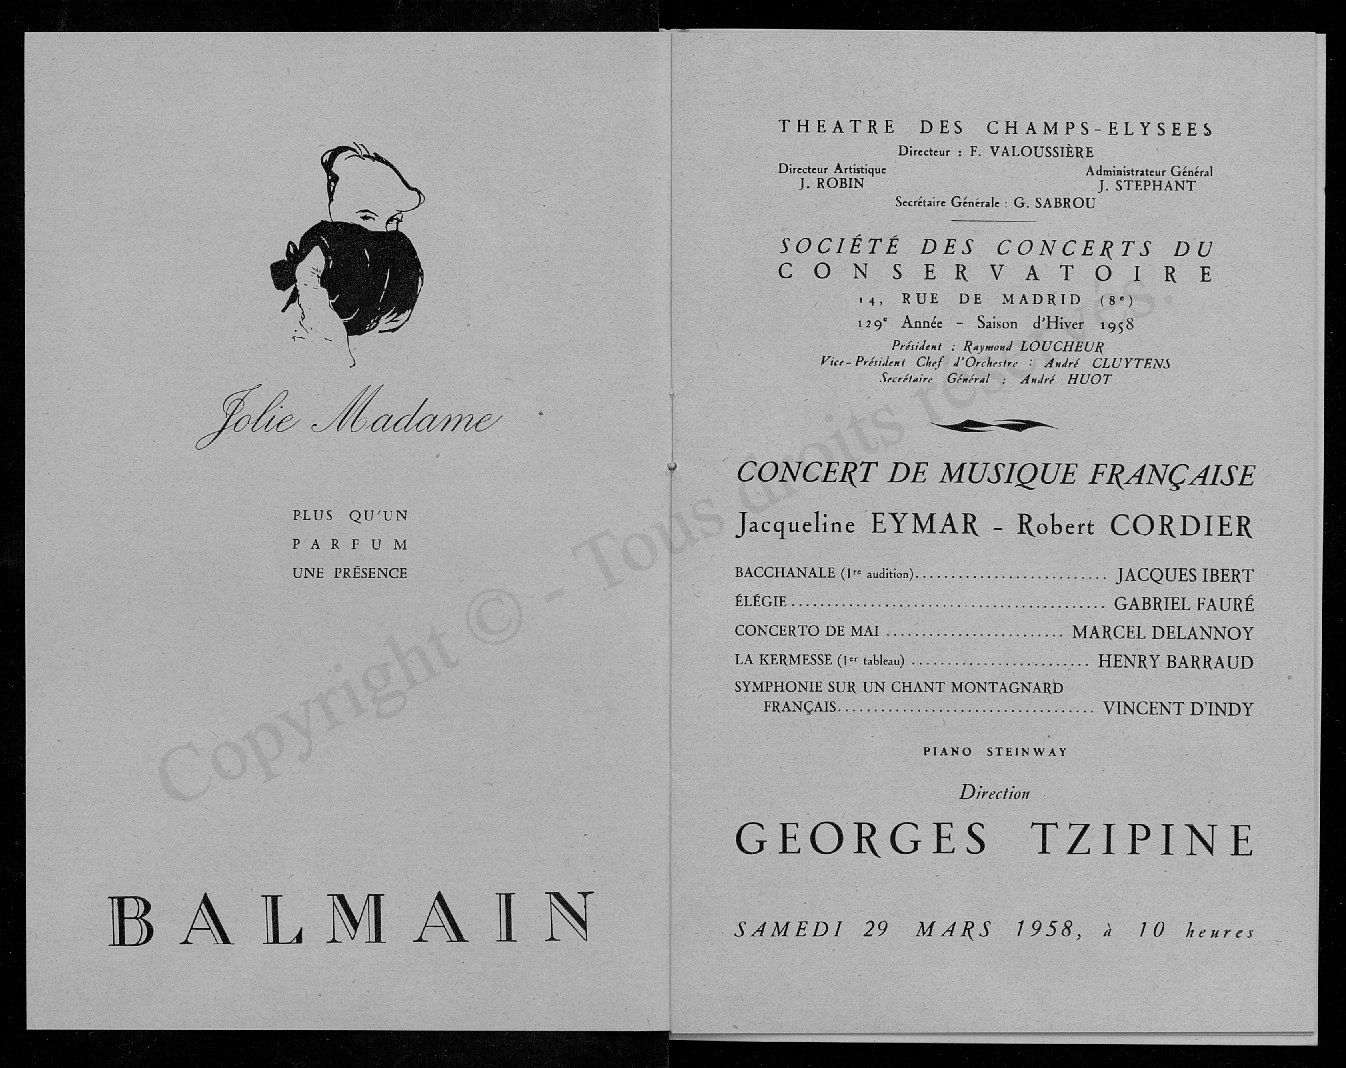 Jolie Madame
PLUS QU'UN
PARFUM
UNE PRÉSENCE
BALMAIN
THEATRE DES CHAMPS-ELYSEES
Directeur : F. VALOUSSIÈRE
Directeur Artistique
J. ROBIN
Administrateur Général
J. STEPHANT
Secrétaire Générale : G. SABROU
SOCIÉTÉ DES CONCERTS DU
CONSERVATOIRE
14, RUE DE MADRID (8e)
129e Année - Saison d'Hiver 1958
Président : Raymond LOUCHEUR
Vice-Président Chef d'Orchestre : André CLUYTENS
Secrétaire Général : André HUOT
CONCERT DE MUSIQUE FRANÇAISE
Jacqueline EYMAR - Robert CORDIER
BACCHANALE (1re audition)........................... JACQUES IBERT
ÉLÉGIE............................................ GABRIEL FAURÉ
CONCERTO DE MAI ......................... MARCEL DELANNOY
LA KERMESSE (1er tableau) ......................... HENRY BARRAUD
SYMPHONIE SUR UN CHANT MONTAGNARD
FRANÇAIS.................................... VINCENT D'INDY
PIANO STEINWAY
Direction
GEORGES TZIPINE
SAMEDI 29 MARS 1958, à 10 heures
Copyright © - Tous droits réservés.